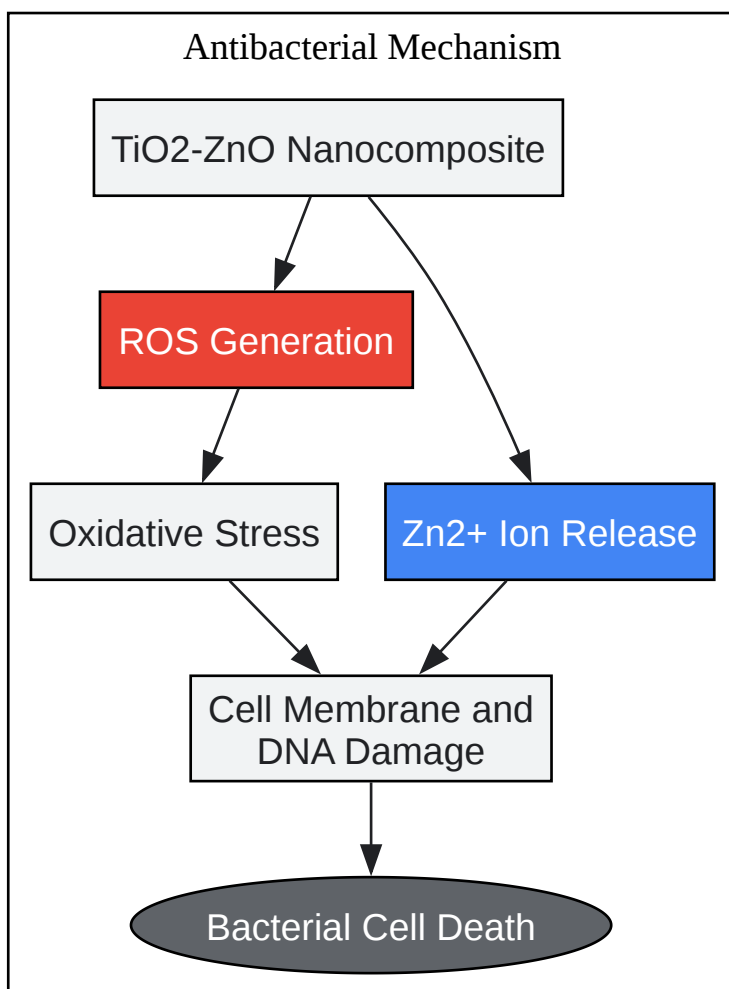 Antibacterial Mechanism
TiO2-ZnO Nanocomposite
ROS Generation
Oxidative Stress
Zn2+ Ion Release
Cell Membrane and
DNA Damage
Bacterial Cell Death